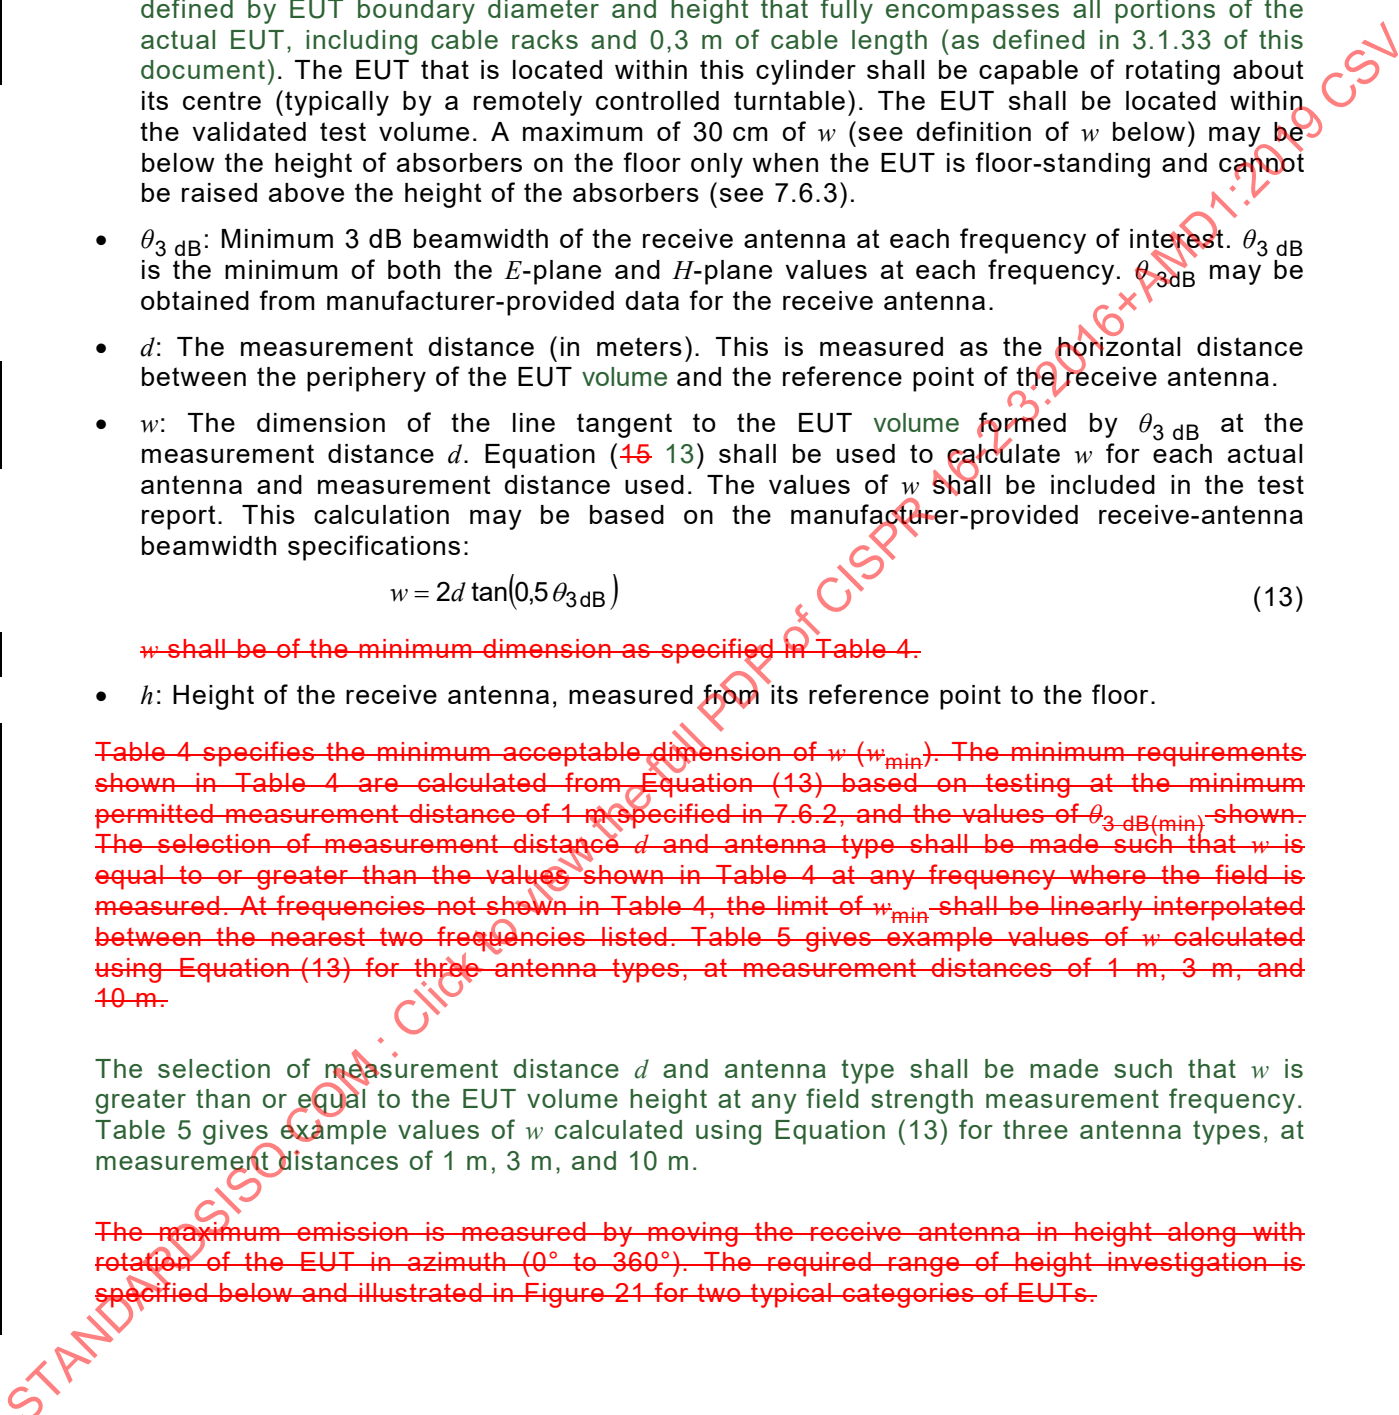 defined by EUT boundary diameter and height that fully encompasses all portions of the
actual EUT, including cable racks and 0,3 m of cable length (as defined in 3.1.33 of this
document). The EUT that is located within this cylinder shall be capable of rotating about
its centre (typically by a remotely controlled turntable). The EUT shall be located within
the validated test volume. A maximum of 30 cm of w (see definition of w below) may be
below the height of absorbers on the floor only when the EUT is floor-standing and cannot
be raised above the height of the absorbers (see 7.6.3).
• θ3 dB: Minimum 3 dB beamwidth of the receive antenna at each frequency of interest. θ3 dB
is the minimum of both the E-plane and H-plane values at each frequency. θ 3dB may be
obtained from manufacturer-provided data for the receive antenna.
• d: The measurement distance (in meters). This is measured as the horizontal distance
between the periphery of the EUT volume and the reference point of the receive antenna.
• w: The dimension of the line tangent to the EUT volume formed by θ3 dB at the
measurement distance d. Equation (15 13) shall be used to calculate w for each actual
antenna and measurement distance used. The values of w shall be included in the test
report. This calculation may be based on the manufacturer-provided receive-antenna
beamwidth specifications:
w = 2d tan(0,5 θ3 dB) (13)
w shall be of the minimum dimension as specified in Table 4.
• h: Height of the receive antenna, measured from its reference point to the floor.
Table 4 specifies the minimum acceptable dimension of w (wmin). The minimum requirements
shown in Table 4 are calculated from Equation (13) based on testing at the minimum
permitted measurement distance of 1 m specified in 7.6.2, and the values of θ3 dB(min) shown.
The selection of measurement distance d and antenna type shall be made such that w is
equal to or greater than the values shown in Table 4 at any frequency where the field is
measured. At frequencies not shown in Table 4, the limit of wmin shall be linearly interpolated
between the nearest two frequencies listed. Table 5 gives example values of w calculated
using Equation (13) for three antenna types, at measurement distances of 1 m, 3 m, and
10 m.
The selection of measurement distance d and antenna type shall be made such that w is
greater than or equal to the EUT volume height at any field strength measurement frequency.
Table 5 gives example values of w calculated using Equation (13) for three antenna types, at
measurement distances of 1 m, 3 m, and 10 m.
The maximum emission is measured by moving the receive antenna in height along with
rotation of the EUT in azimuth (0° to 360°). The required range of height investigation is
specified below and illustrated in Figure 21 for two typical categories of EUTs.
STANDARDSISO.COM : Click to view the full PDF of CISPR 16-2-3:2016+AMD1:2019 CSV